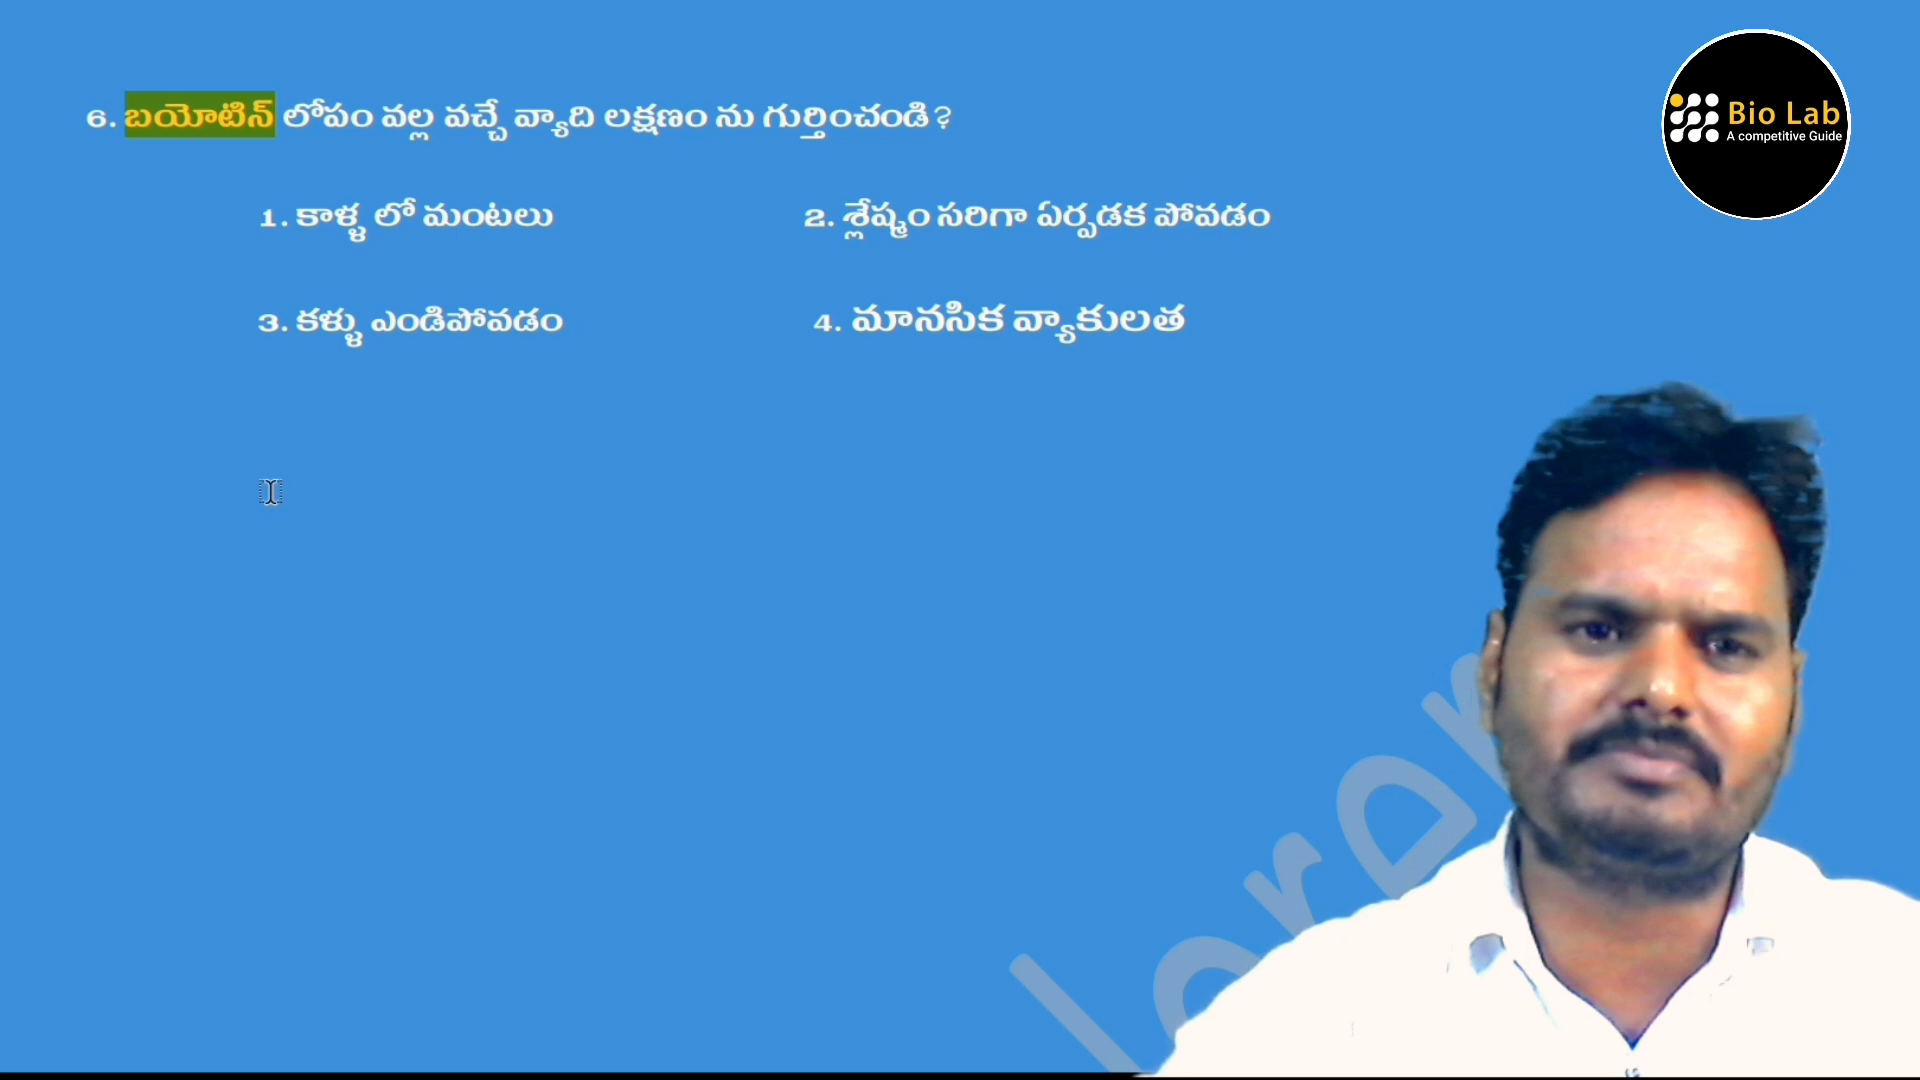 6. బయోటిన్ లోపం వల్ల వచ్చే వ్యాది లక్షణం ను గుర్తించండి?
1. కాళ్ళ లో మంటలు
2. శ్లేష్మం సరిగా ఏర్పడక పోవడం
3. కళ్ళు ఎండిపోవడం
4. మానసిక వ్యాకులత
Bio Lab
A competitive Guide